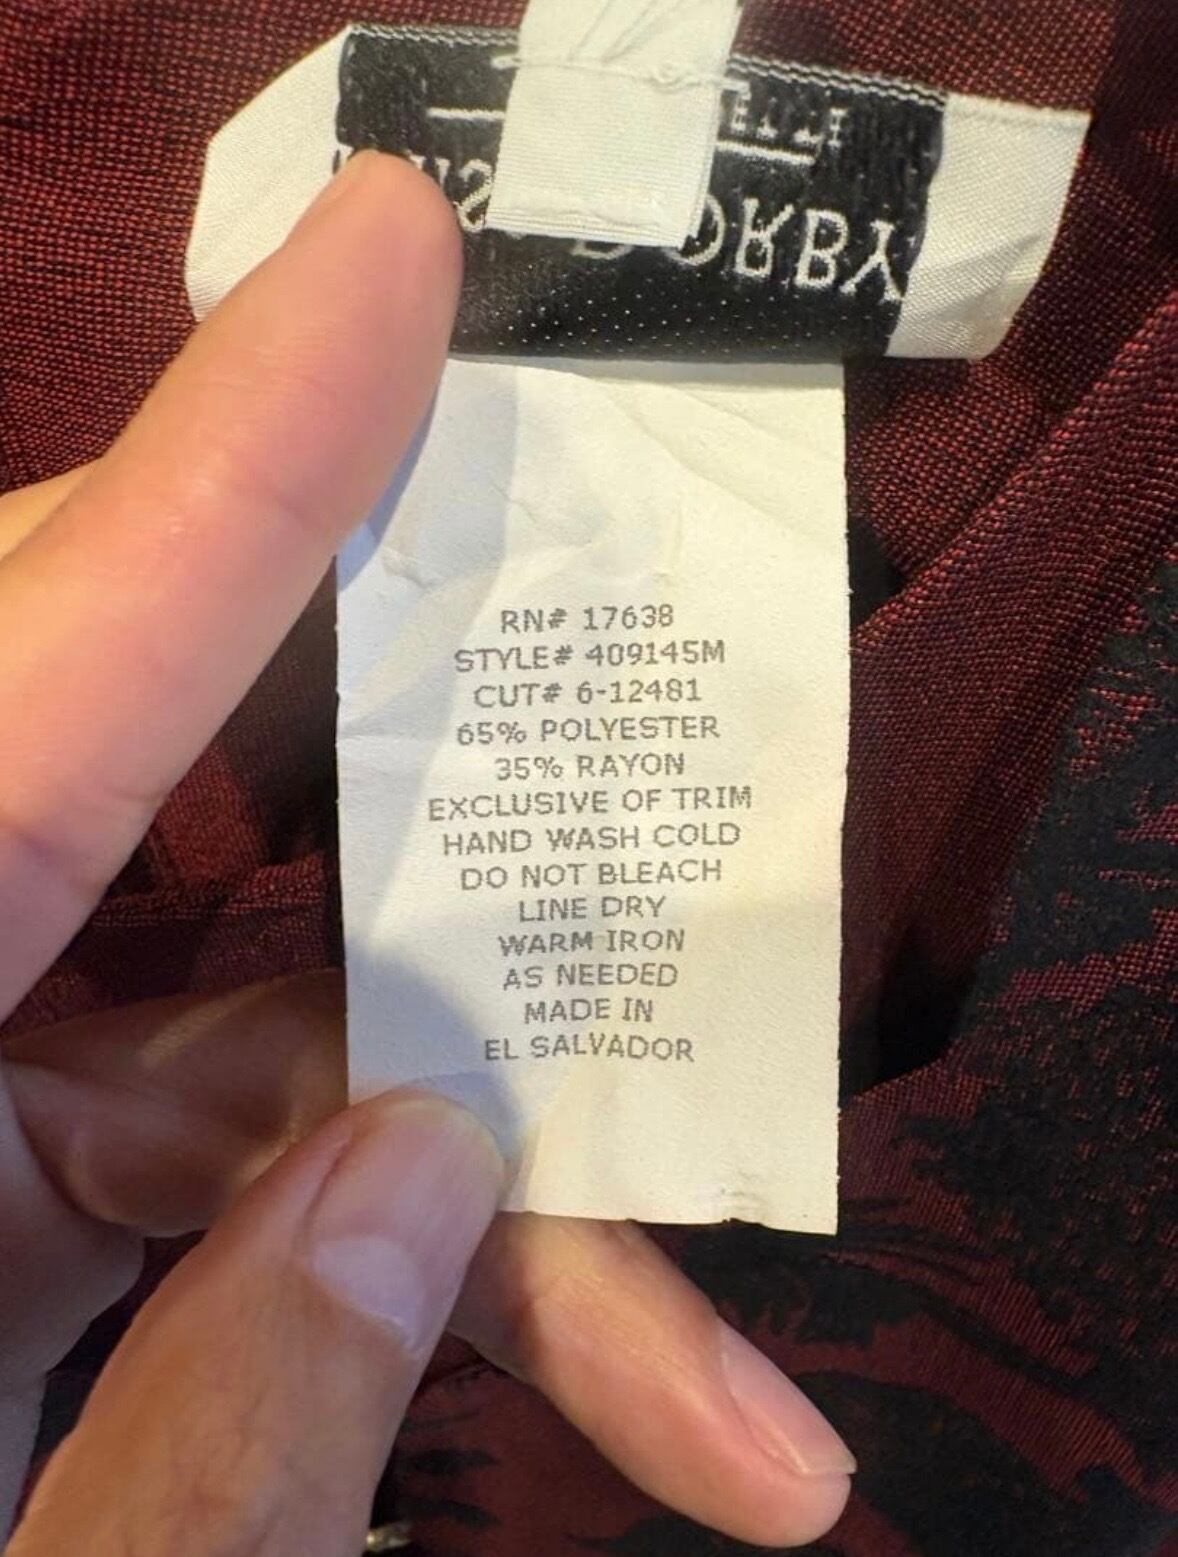 RN# 17638
STYLE# 409145M
CUT# 6-12481
65% POLYESTER
35% RAYON
EXCLUSIVE OF TRIM
HAND WASH COLD
DO NOT BLEACH
LINE DRY
WARM IRON
AS NEEDED
MADE IN
EL SALVADOR